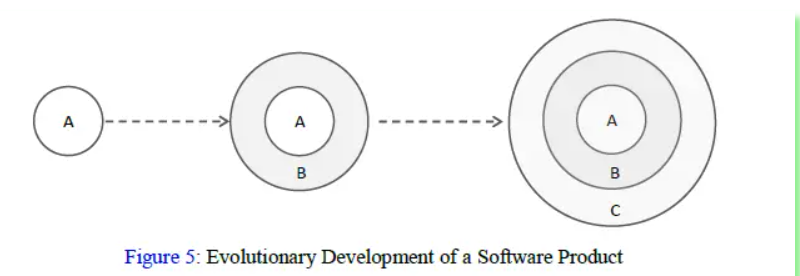 A
A
B
A
B
C
Figure 5: Evolutionary Development of a Software Product